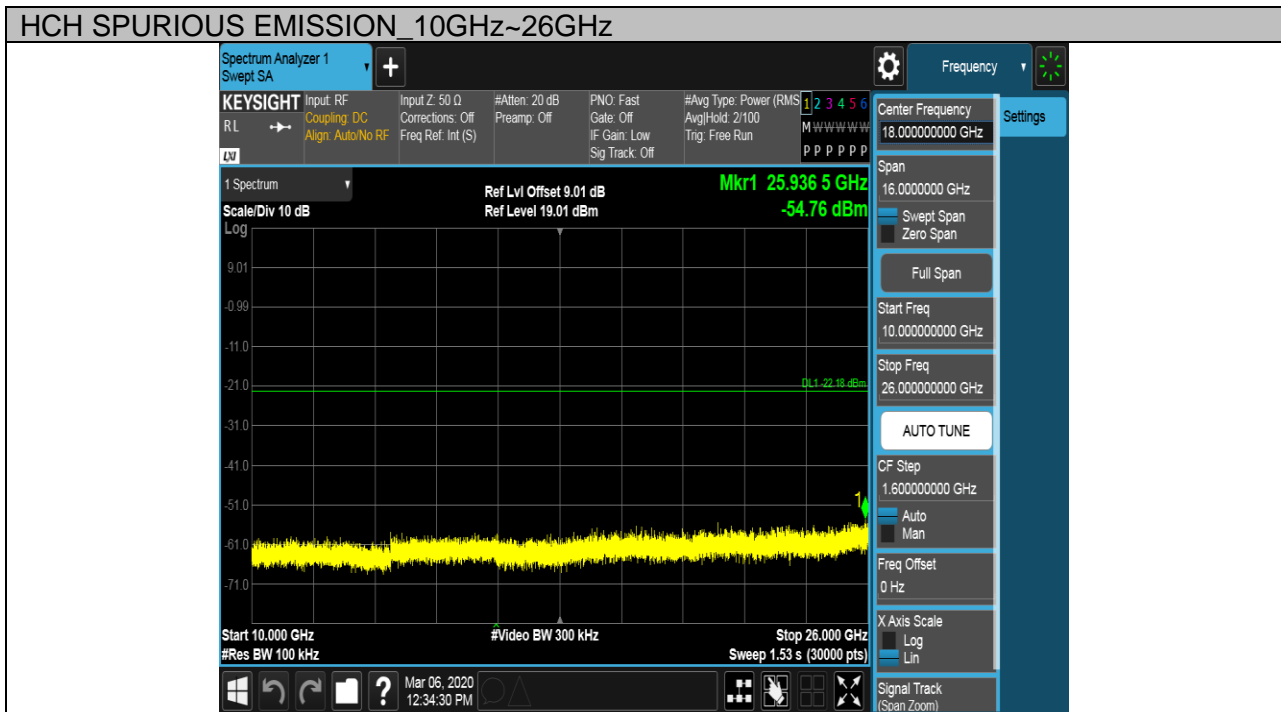 HCH SPURIOUS EMISSION_10GHz~26GHz
Spectrum Analyzer 1
Swept SA
Frequency
KEYSIGHT
RL
LXI
Input: RF
Coupling: DC
Align: Auto/No RF
Input Z: 50 Ω
Corrections: Off
Freq Ref: Int (S)
#Atten: 20 dB
Preamp: Off
PNO: Fast
Gate: Off
IF Gain: Low
Sig Track: Off
#Avg Type: Power (RMS
Avg|Hold: 2/100
Trig: Free Run
1 2 3 4 5 6
M W W W W W
P P P P P P
Center Frequency
18.000000000 GHz
Settings
Span
16.0000000 GHz
Swept Span
Zero Span
Full Span
Start Freq
10.000000000 GHz
Stop Freq
26.000000000 GHz
AUTO TUNE
CF Step
1.600000000 GHz
Auto
Man
Freq Offset
0 Hz
X Axis Scale
Log
Lin
Signal Track
(Span Zoom)
1 Spectrum
Scale/Div 10 dB
Log
Ref Lvl Offset 9.01 dB
Ref Level 19.01 dBm
Mkr1 25.936 5 GHz
-54.76 dBm
9.01
-0.99
-11.0
-21.0
DL1 -22.18 dBm
-31.0
-41.0
-51.0
1
-61.0
-71.0
Start 10.000 GHz
#Res BW 100 kHz
#Video BW 300 kHz
Stop 26.000 GHz
Sweep 1.53 s (30000 pts)
?
Mar 06, 2020
12:34:30 PM